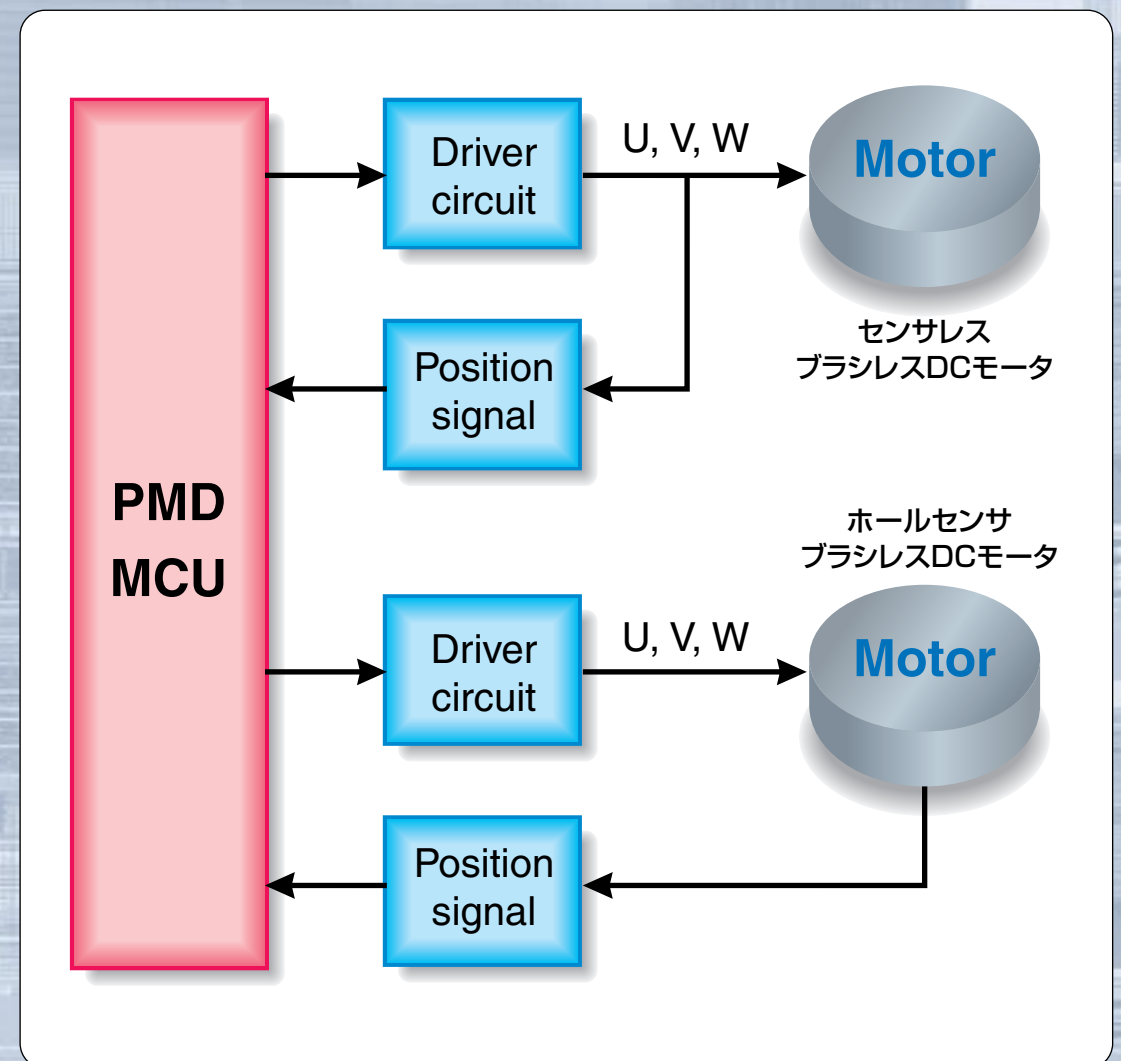 Driver
circuit
U, V, W
Motor
センサレス
ブラシレスDCモータ
Position
signal
PMD
MCU
ホールセンサ
ブラシレスDCモータ
Driver
circuit
U, V, W
Motor
Position
signal